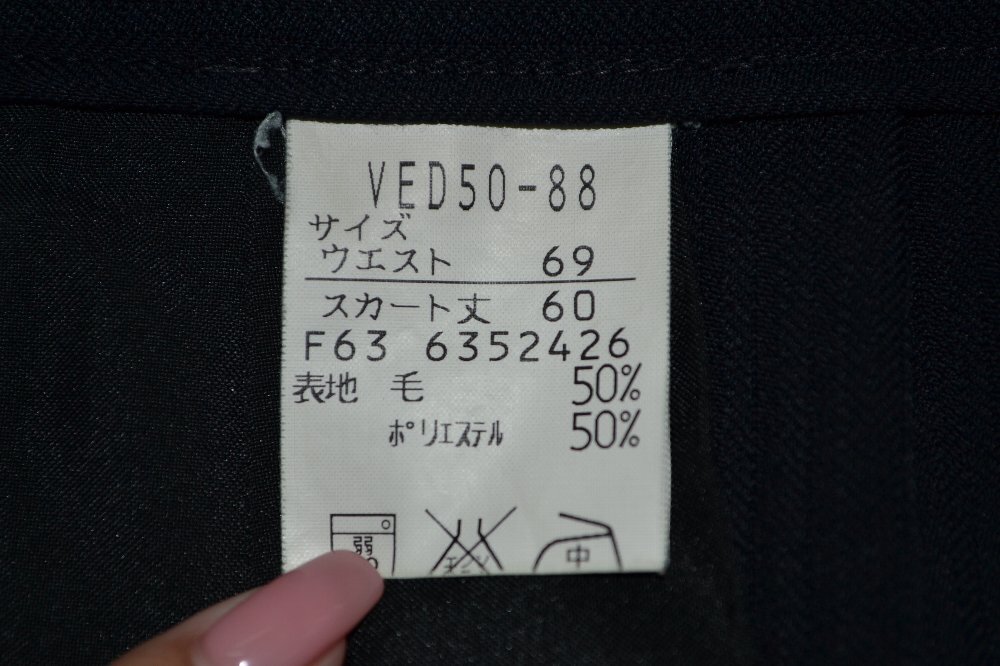 VED50-88
サイズ
ウエスト 69
スカート丈 60
F63 6352426
表地 毛 50%
ポリエステル 50%
弱 中